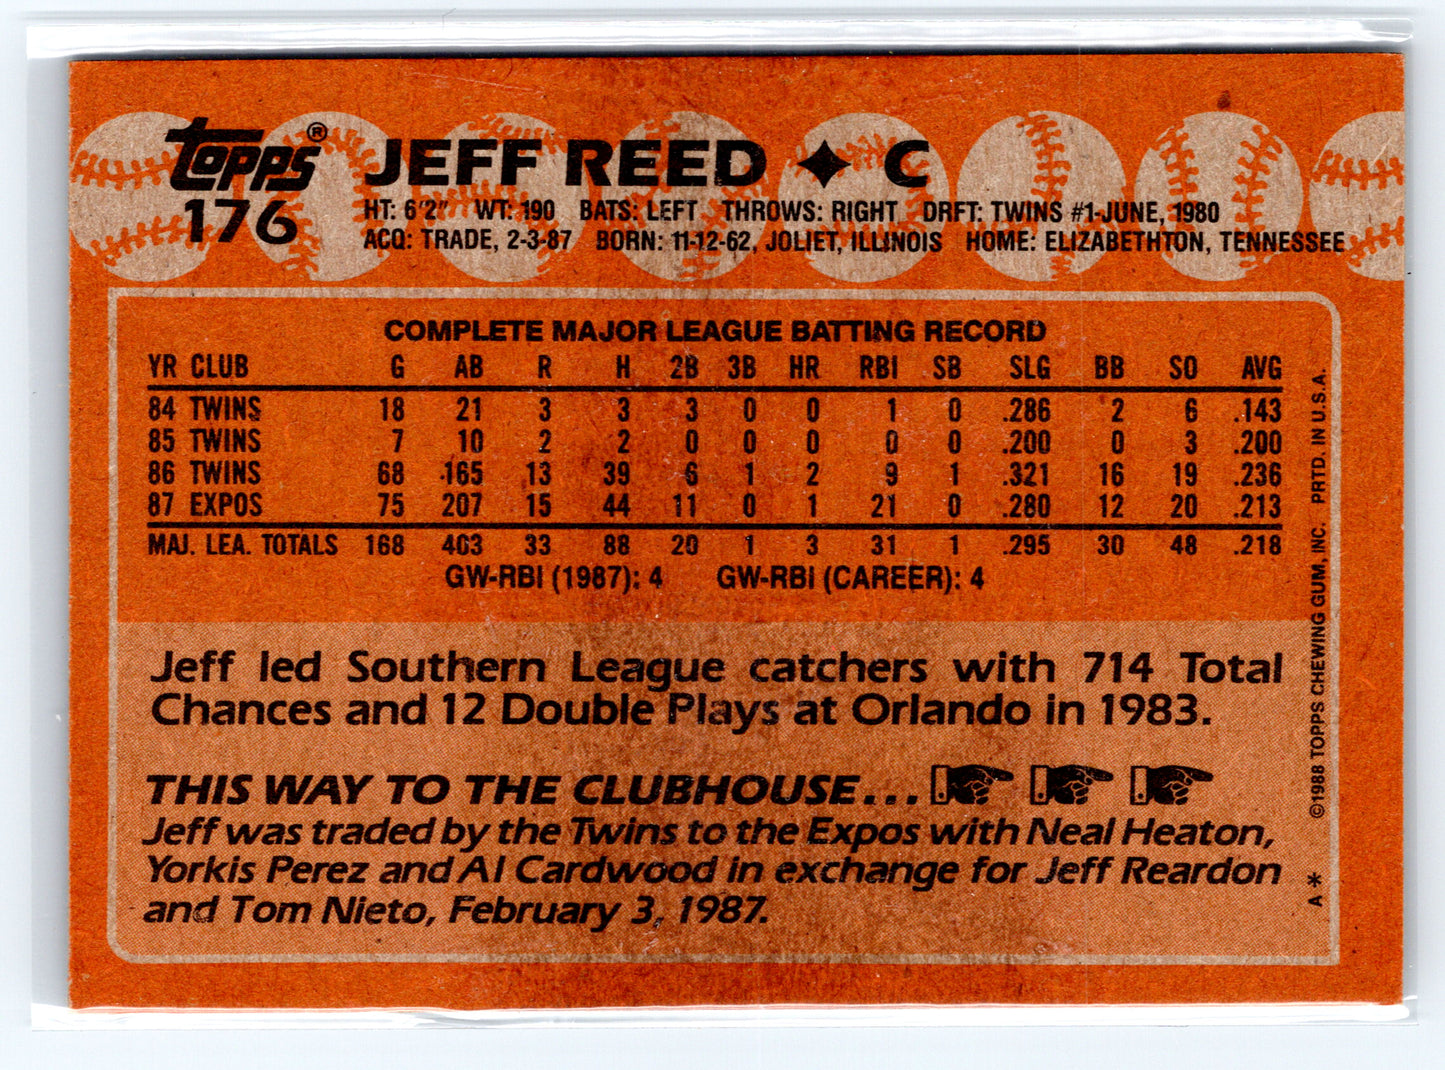 Topps® JEFF REED ✦ C
176 HT: 6'2" WT: 190 BATS: LEFT THROWS: RIGHT DRFT: TWINS #1-JUNE, 1980
ACQ: TRADE, 2-3-87 BORN: 11-12-62, JOLIET, ILLINOIS HOME: ELIZABETHTON, TENNESSEE
COMPLETE MAJOR LEAGUE BATTING RECORD
YR CLUB G AB R H 2B 3B HR RBI SB SLG BB SO AVG
84 TWINS 18 21 3 3 3 0 0 1 0 .286 2 6 .143
85 TWINS 7 10 2 2 0 0 0 0 0 .200 0 3 .200
86 TWINS 68 165 13 39 6 1 2 9 1 .321 16 19 .236
87 EXPOS 75 207 15 44 11 0 1 21 0 .280 12 20 .213
MAJ. LEA. TOTALS 168 403 33 88 20 1 3 31 1 .295 30 48 .218
GW-RBI (1987): 4 GW-RBI (CAREER): 4
Jeff led Southern League catchers with 714 Total
Chances and 12 Double Plays at Orlando in 1983.
THIS WAY TO THE CLUBHOUSE...
Jeff was traded by the Twins to the Expos with Neal Heaton,
Yorkis Perez and Al Cardwood in exchange for Jeff Reardon
and Tom Nieto, February 3, 1987.
A* ©1988 TOPPS CHEWING GUM, INC. PRTD. IN U.S.A.